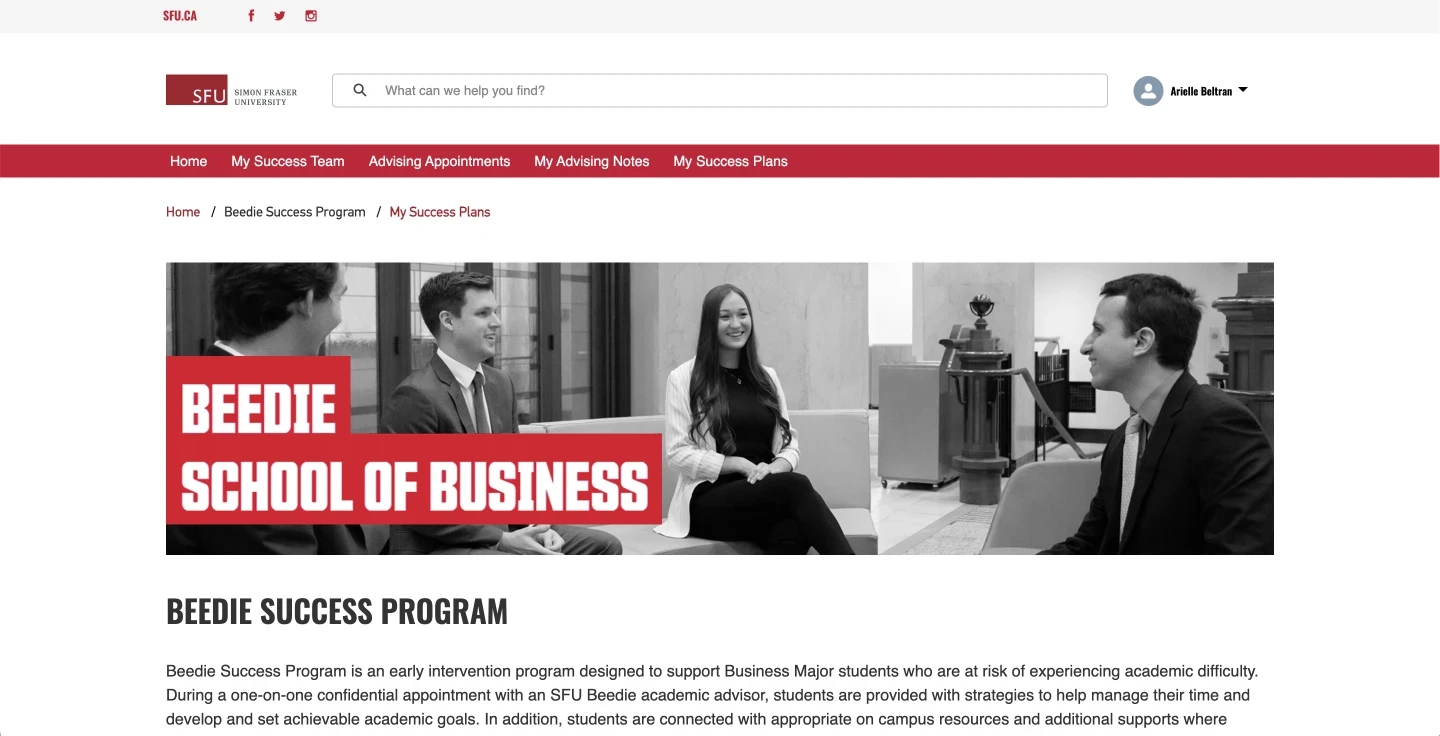 SFU.CA
SFU SIMON FRASER
UNIVERSITY
What can we help you find?
Arielle Beltran
Home My Success Team Advising Appointments My Advising Notes My Success Plans
Home / Beedie Success Program / My Success Plans
BEEDIE
SCHOOL OF BUSINESS
BEEDIE SUCCESS PROGRAM
Beedie Success Program is an early intervention program designed to support Business Major students who are at risk of experiencing academic difficulty.
During a one-on-one confidential appointment with an SFU Beedie academic advisor, students are provided with strategies to help manage their time and
develop and set achievable academic goals. In addition, students are connected with appropriate on campus resources and additional supports where